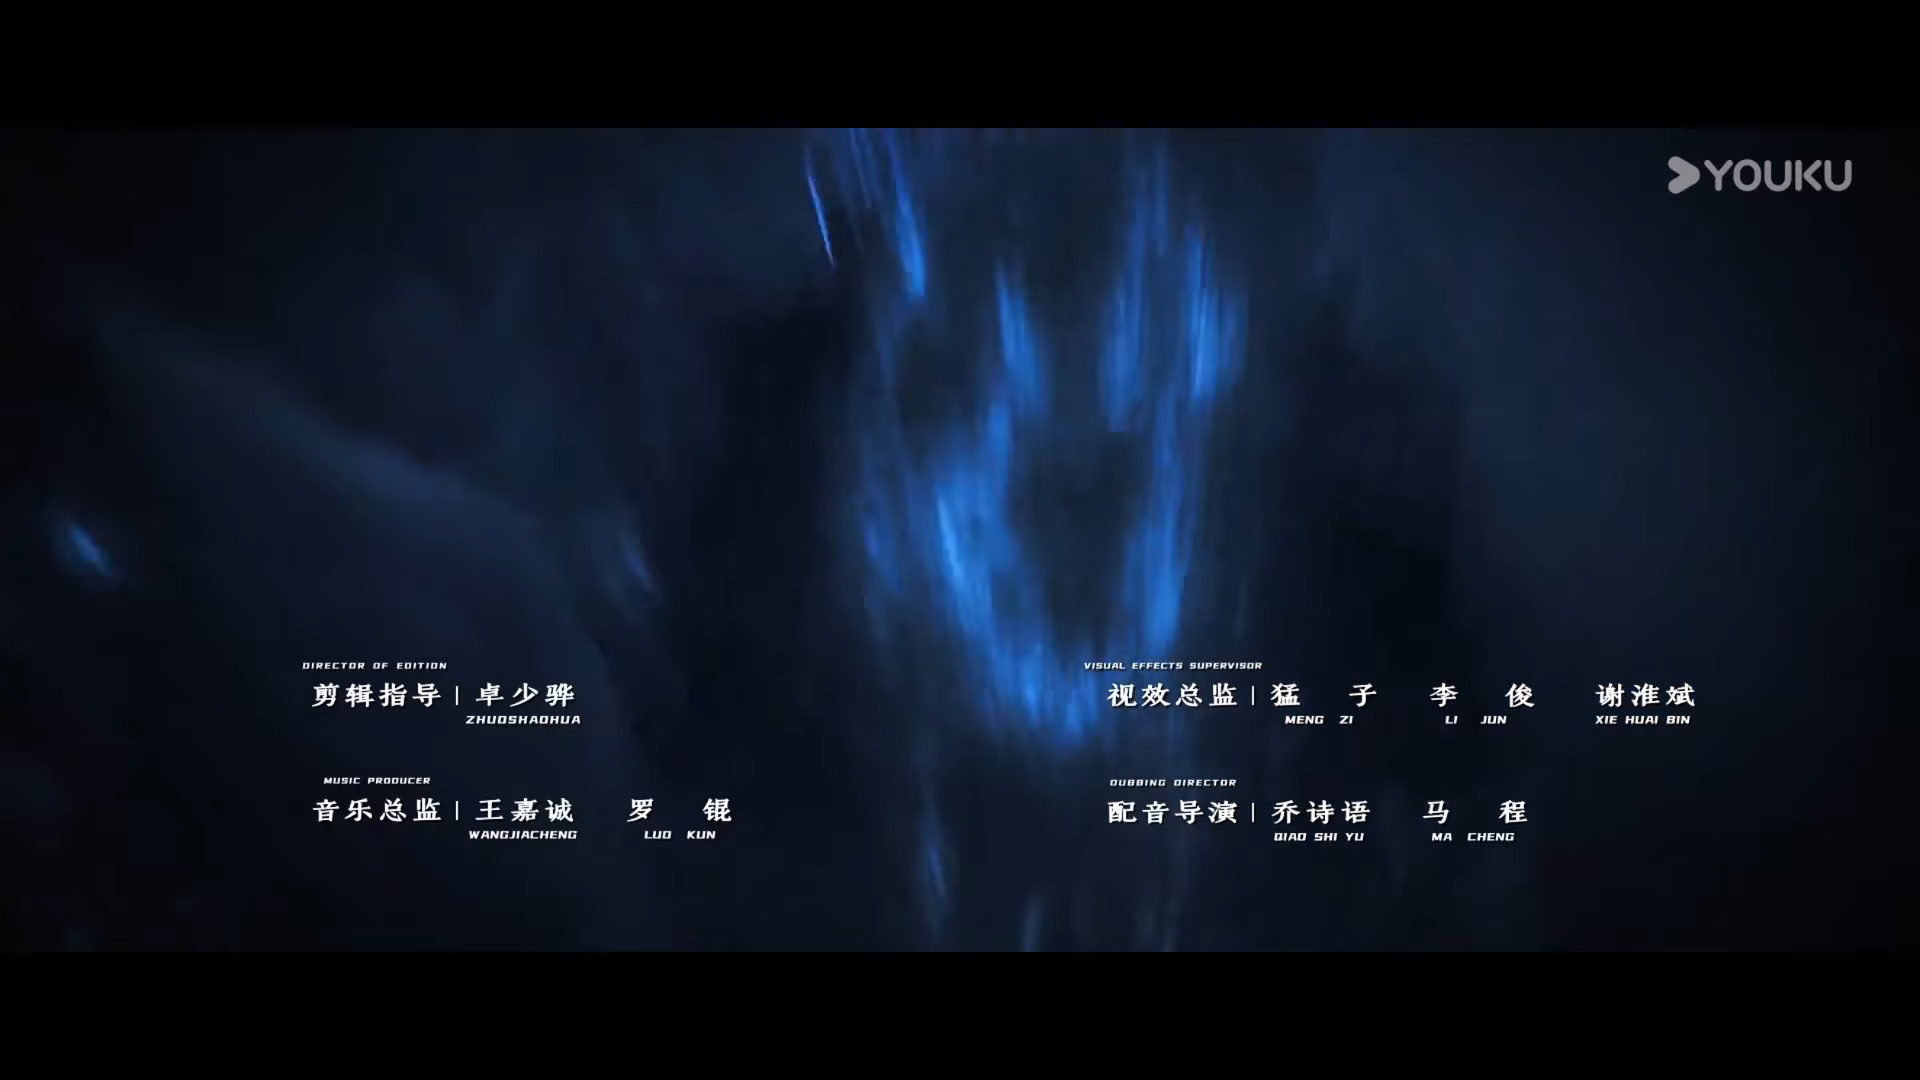 YOUKU
DIRECTOR OF EDITION
剪辑指导 | 卓少骅
ZHUOSHAOHUA
VISUAL EFFECTS SUPERVISOR
视效总监 | 猛子 李俊 谢淮斌
MENG ZI LI JUN XIE HUAI BIN
MUSIC PRODUCER
音乐总监 | 王嘉诚 罗锟
WANGJIACHENG LUO KUN
DUBBING DIRECTOR
配音导演 | 乔诗语 马程
QIAO SHI YU MA CHENG